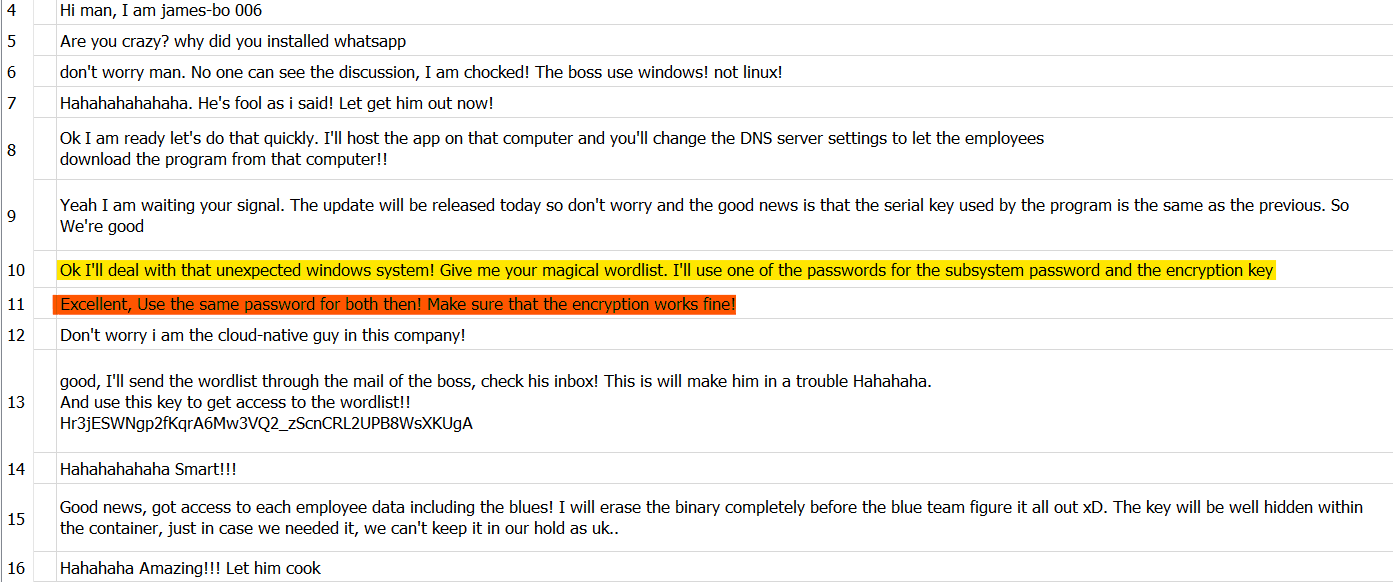 4 Hi man, I am james-bo 006
5 Are you crazy? why did you installed whatsapp
6 don't worry man. No one can see the discussion, I am chocked! The boss use windows! not linux!
7 Hahahahahahaha. He's fool as i said! Let get him out now!
8 Ok I am ready let's do that quickly. I'll host the app on that computer and you'll change the DNS server settings to let the employees
download the program from that computer!!
9 Yeah I am waiting your signal. The update will be released today so don't worry and the good news is that the serial key used by the program is the same as the previous. So
We're good
10 Ok I'll deal with that unexpected windows system! Give me your magical wordlist. I'll use one of the passwords for the subsystem password and the encryption key
11 Excellent, Use the same password for both then! Make sure that the encryption works fine!
12 Don't worry i am the cloud-native guy in this company!
13 good, I'll send the wordlist through the mail of the boss, check his inbox! This is will make him in a trouble Hahahaha.
And use this key to get access to the wordlist!!
Hr3jESWNgp2fKqrA6Mw3VQ2_zScnCRL2UPB8WsXKUgA
14 Hahahahahaha Smart!!!
15 Good news, got access to each employee data including the blues! I will erase the binary completely before the blue team figure it all out xD. The key will be well hidden within
the container, just in case we needed it, we can't keep it in our hold as uk..
16 Hahahaha Amazing!!! Let him cook